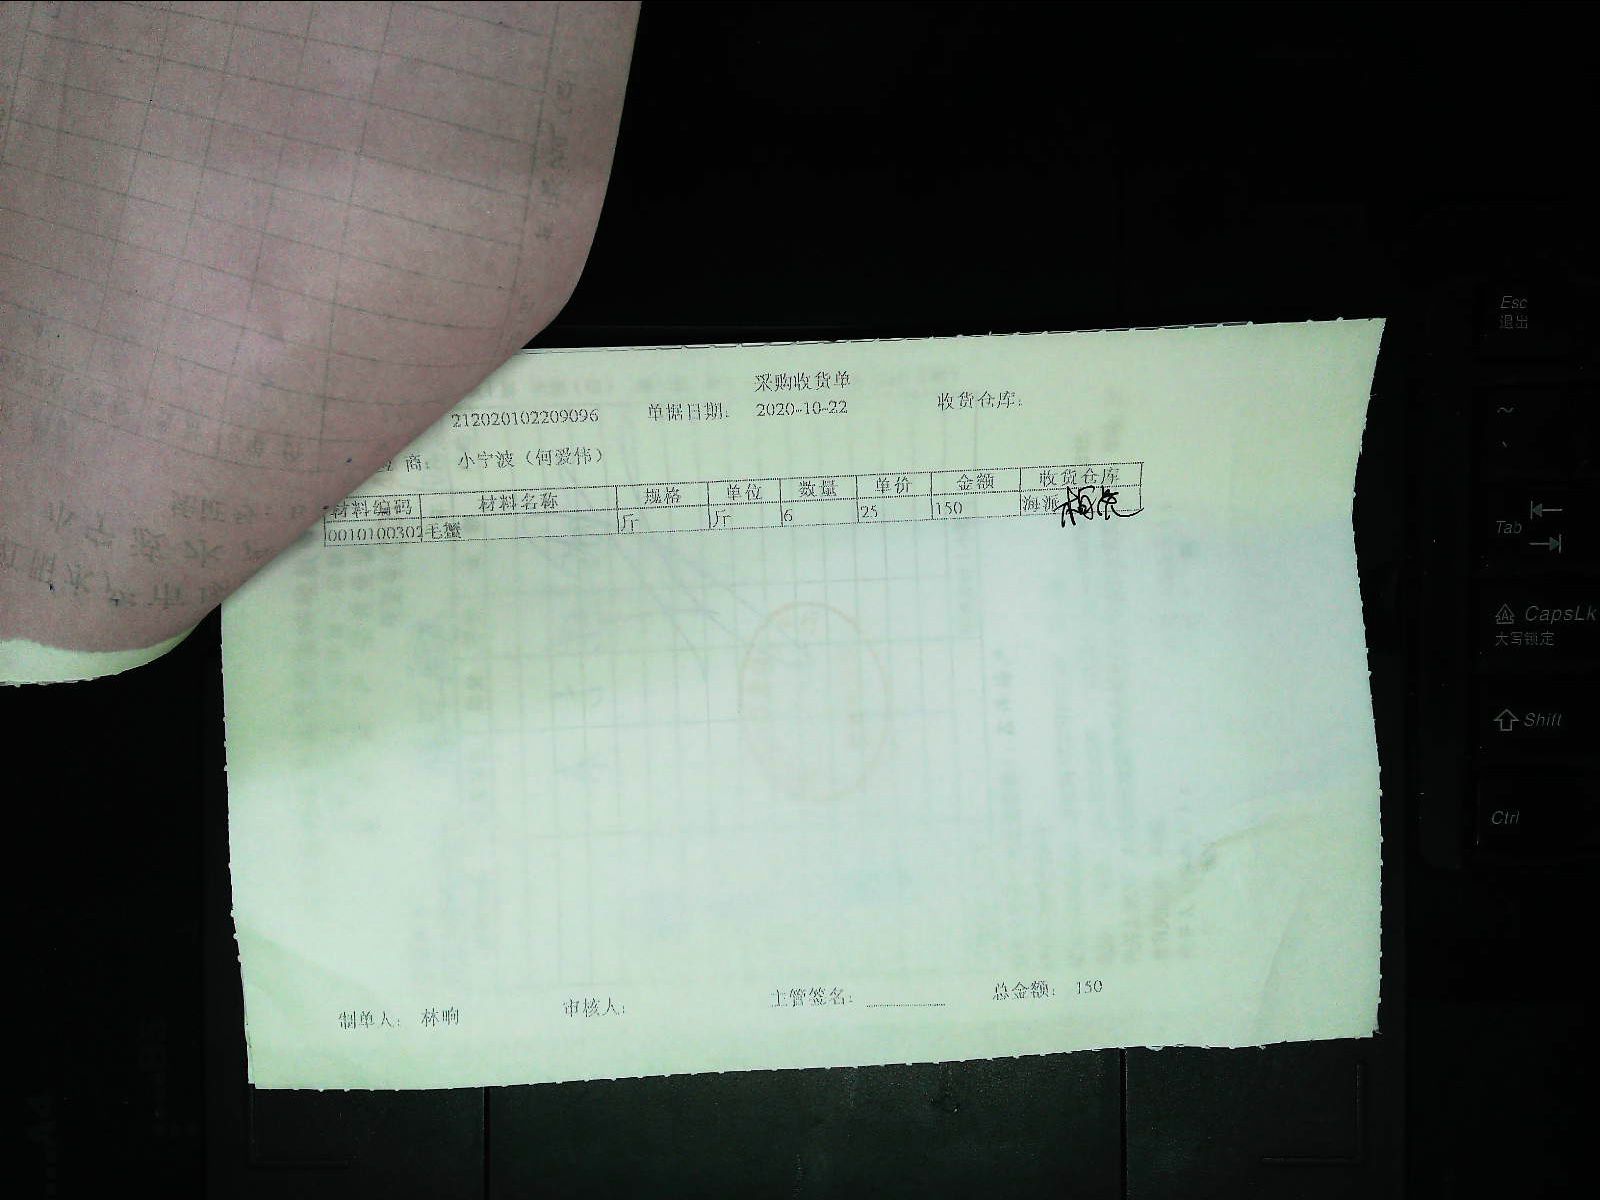 采购收货单
212020102209096 单据日期: 2020-10-22 收货仓库:
商: 小宁波（何爱伟）
材料编码 材料名称 规格 单位 数量 单价 金额 收货仓库
0010100302 毛蟹 斤 斤 6 25 150 海派
制单人: 林晌 审核人: 主管签名: 总金额: 150
Esc
退出
~
`
Tab
CapsLk
大写锁定
Shift
Ctrl